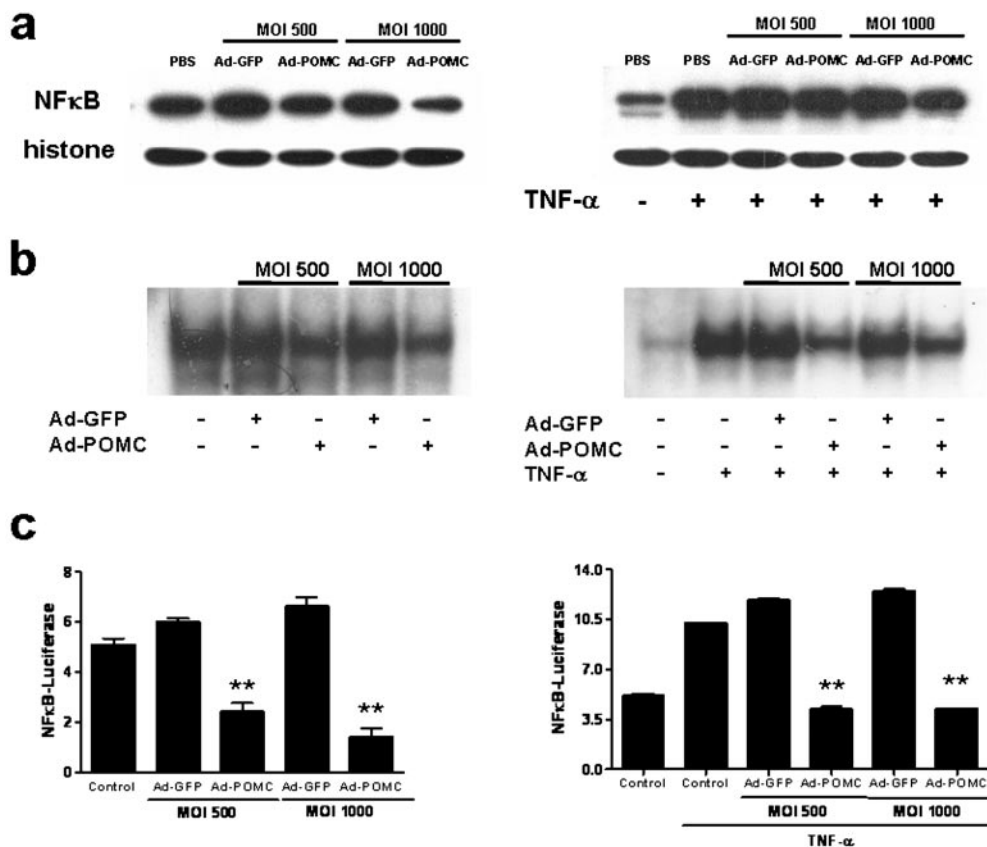 a
MOI 500 MOI 1000
PBS Ad-GFP Ad-POMC Ad-GFP Ad-POMC
NFκB
histone
MOI 500 MOI 1000
PBS PBS Ad-GFP Ad-POMC Ad-GFP Ad-POMC
TNF-α - + + + + +
b
MOI 500 MOI 1000
Ad-GFP - + - + -
Ad-POMC - - + - +
MOI 500 MOI 1000
Ad-GFP - - + - + -
Ad-POMC - - - + - +
TNF-α - + + + + +
c
NFκB-Luciferase
8
6
4
2
0
** **
Control Ad-GFP Ad-POMC Ad-GFP Ad-POMC
MOI 500 MOI 1000
NFκB-Luciferase
14.0
10.5
7.0
3.5
0.0
** **
Control Control Ad-GFP Ad-POMC Ad-GFP Ad-POMC
MOI 500 MOI 1000
TNF-α